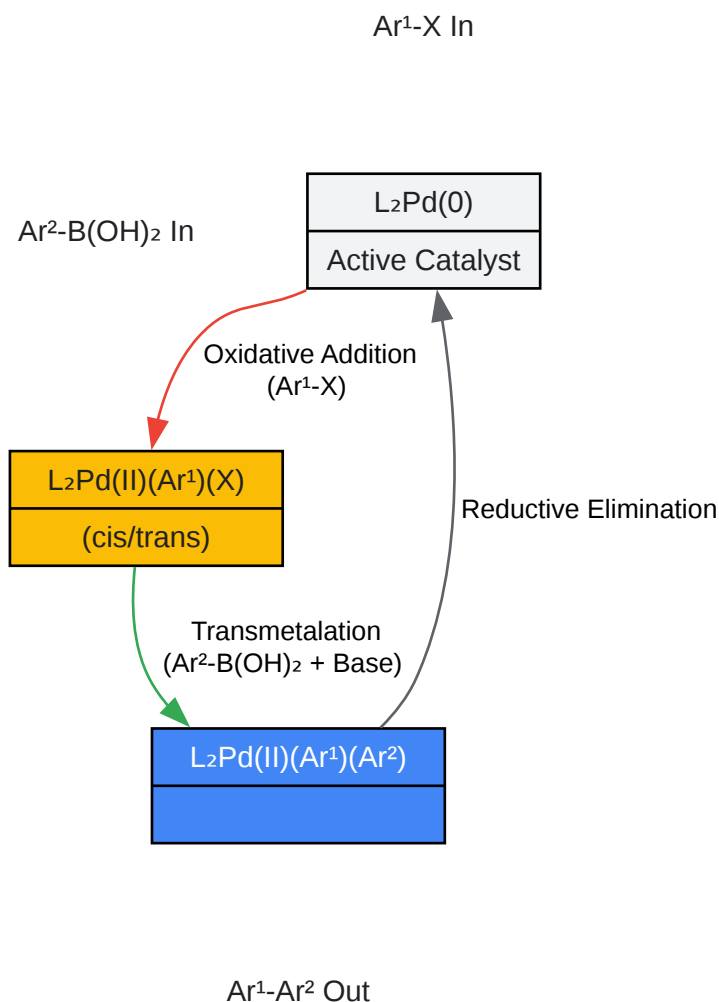 Ar¹-X In
L₂Pd(0)
Active Catalyst
Ar²-B(OH)₂ In
Oxidative Addition
(Ar¹-X)
L₂Pd(II)(Ar¹)(X)
(cis/trans)
Reductive Elimination
Transmetalation
(Ar²-B(OH)₂ + Base)
L₂Pd(II)(Ar¹)(Ar²)
Ar¹-Ar² Out